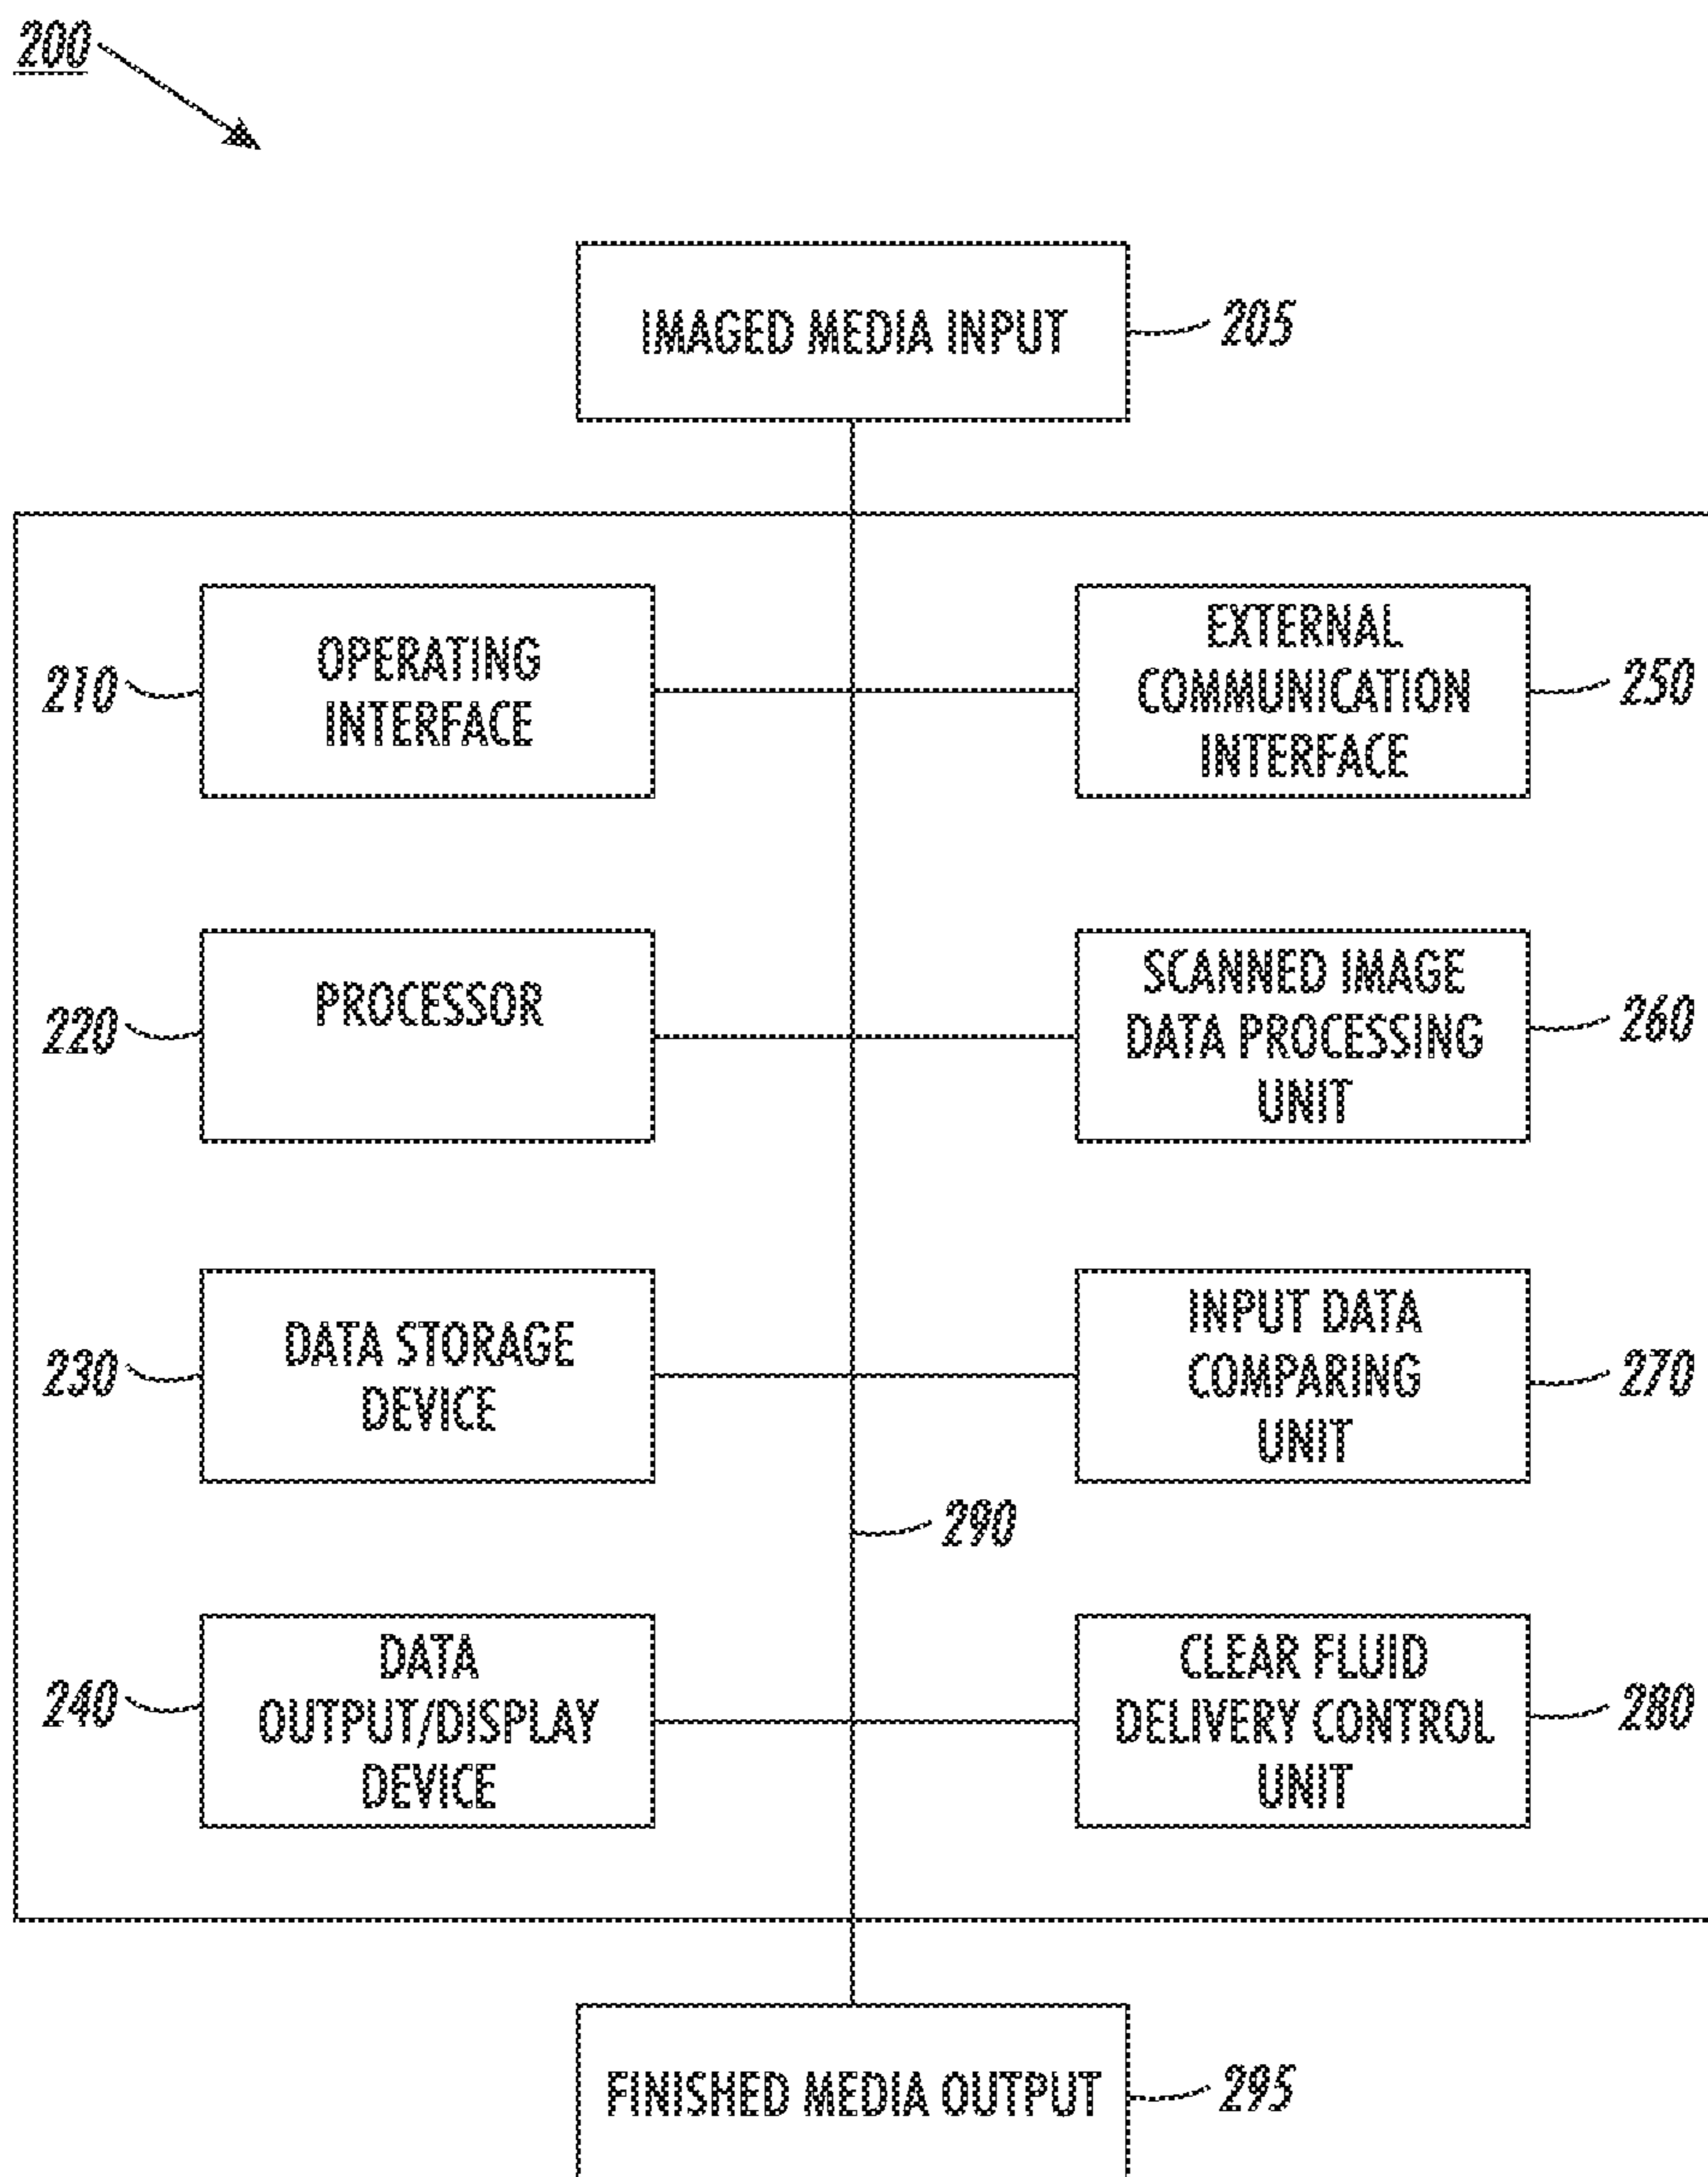 200
IMAGED MEDIA INPUT
205
OPERATING
INTERFACE
210
EXTERNAL
COMMUNICATION
INTERFACE
250
PROCESSOR
220
SCANNED IMAGE
DATA PROCESSING
UNIT
260
DATA STORAGE
DEVICE
230
INPUT DATA
COMPARING
UNIT
270
290
DATA
OUTPUT/DISPLAY
DEVICE
240
CLEAR FLUID
DELIVERY CONTROL
UNIT
280
FINISHED MEDIA OUTPUT
295